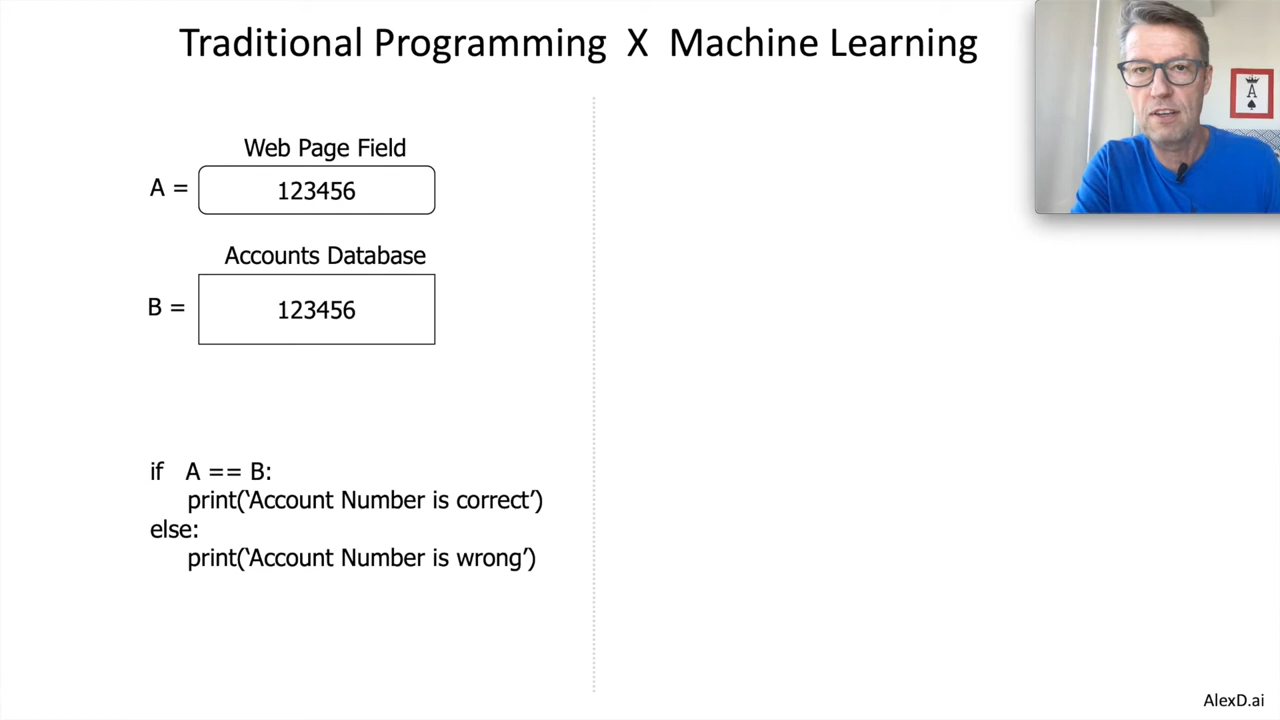 Traditional Programming X Machine Learning
Web Page Field
A = 123456
Accounts Database
B = 123456
if A == B:
print(‘Account Number is correct’)
else:
print(‘Account Number is wrong’)
A
AlexD.ai